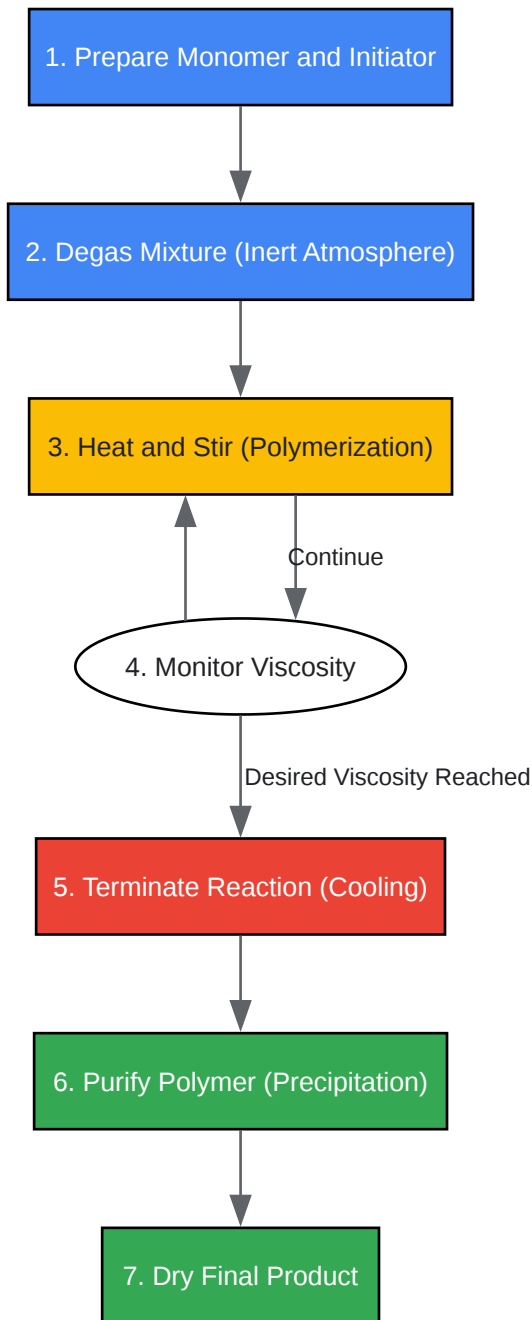 1. Prepare Monomer and Initiator
2. Degas Mixture (Inert Atmosphere)
3. Heat and Stir (Polymerization)
Continue
4. Monitor Viscosity
Desired Viscosity Reached
5. Terminate Reaction (Cooling)
6. Purify Polymer (Precipitation)
7. Dry Final Product